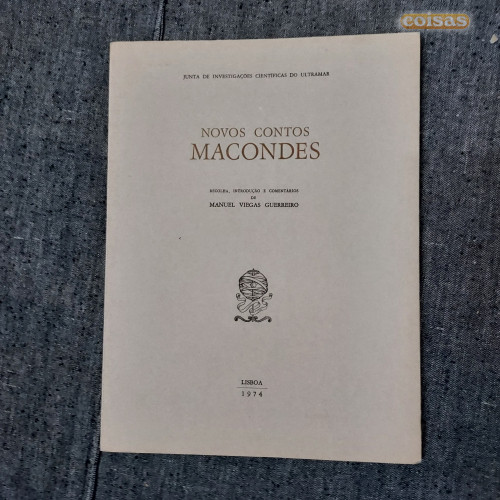 coisas
JUNTA DE INVESTIGAÇÕES CIENTÍFICAS DO ULTRAMAR
NOVOS CONTOS
MACONDES
RECOLHA, INTRODUÇÃO E COMENTÁRIOS
DE
MANUEL VIEGAS GUERREIRO
LISBOA
1974